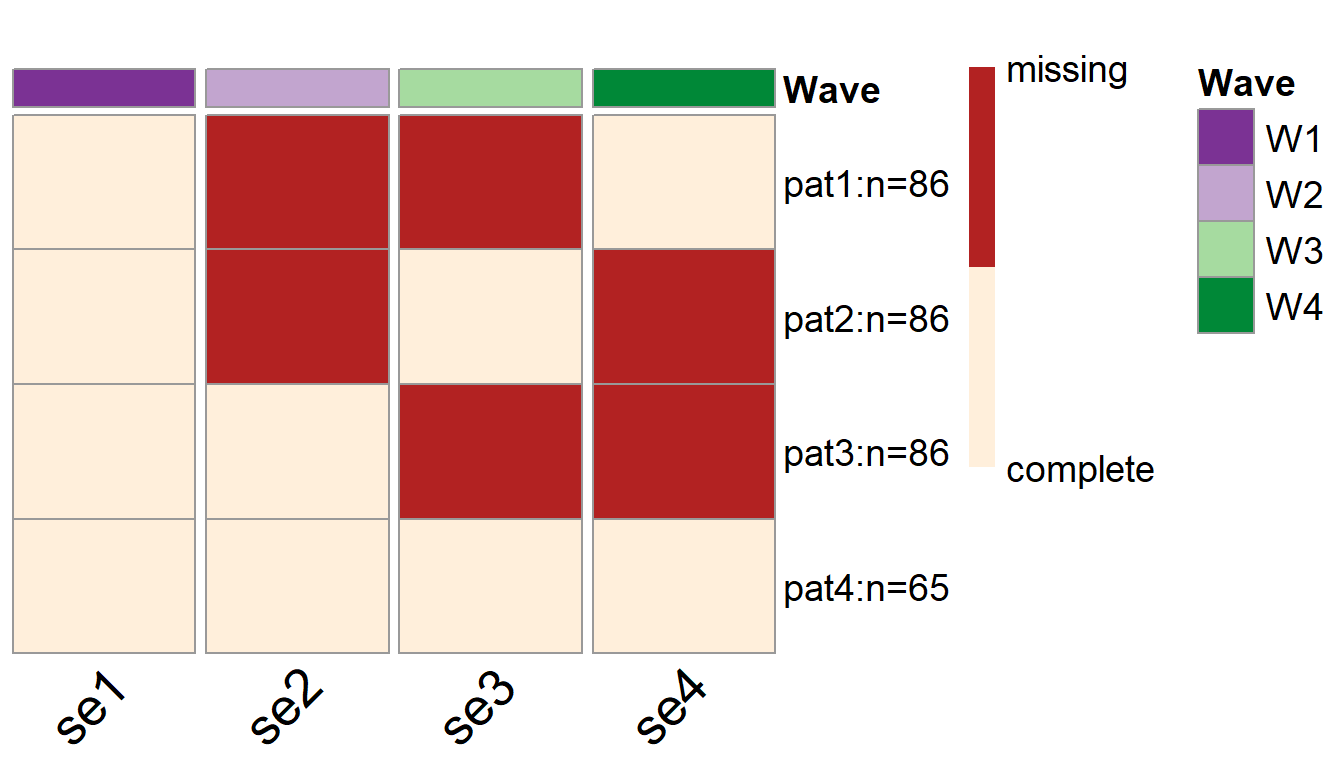 Wave
pat1:n=86
pat2:n=86
pat3:n=86
pat4:n=65
se1
se2
se3
se4
missing
complete
Wave
W1
W2
W3
W4